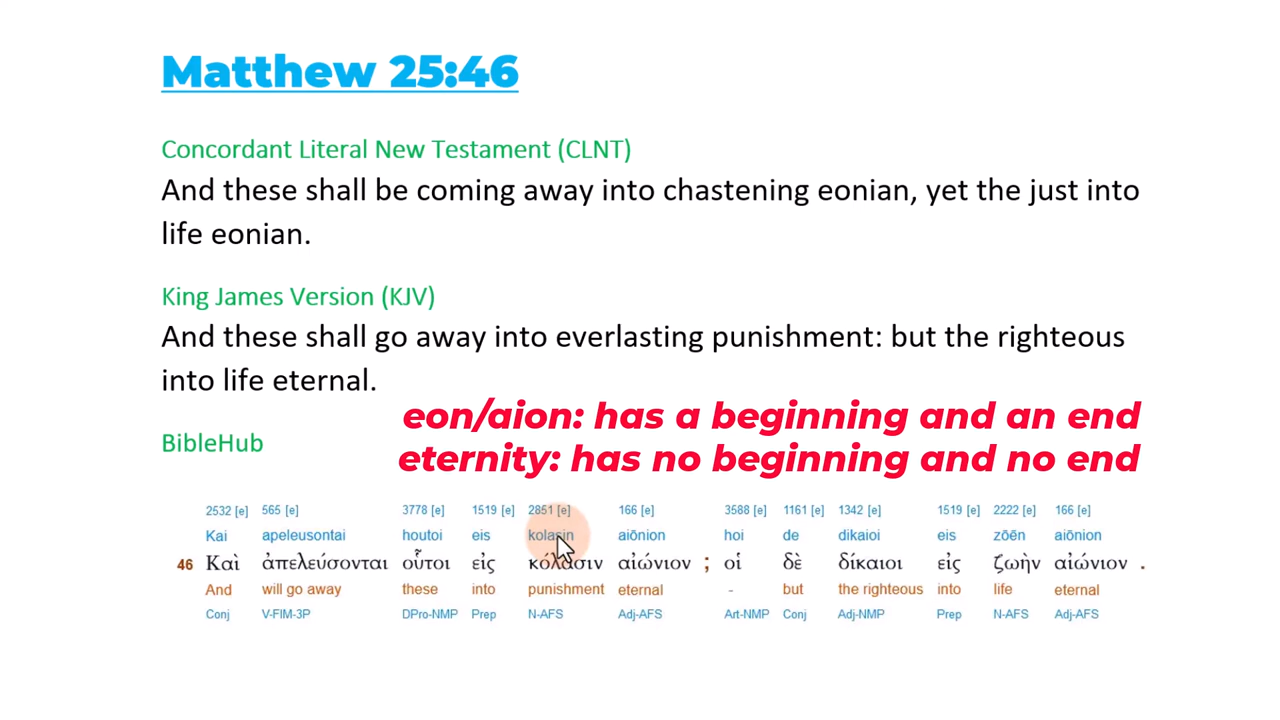 Matthew 25:46
Concordant Literal New Testament (CLNT)
And these shall be coming away into chastening eonian, yet the just into
life eonian.
King James Version (KJV)
And these shall go away into everlasting punishment: but the righteous
into life eternal.
eon/aion: has a beginning and an end
eternity: has no beginning and no end
BibleHub
2532 [e] 565 [e] 3778 [e] 1519 [e] 2851 [e] 166 [e] 3588 [e] 1161 [e] 1342 [e] 1519 [e] 2222 [e] 166 [e]
Kai apeleusontai houtoi eis kolasin aiōnion hoi de dikaioi eis zōēn aiōnion
46 Καὶ ἀπελεύσονται οὗτοι εἰς κόλασιν αἰώνιον ; οἱ δὲ δίκαιοι εἰς ζωὴν αἰώνιον .
And will go away these into punishment eternal - but the righteous into life eternal
Conj V-FIM-3P DPro-NMP Prep N-AFS Adj-AFS Art-NMP Conj Adj-NMP Prep N-AFS Adj-AFS